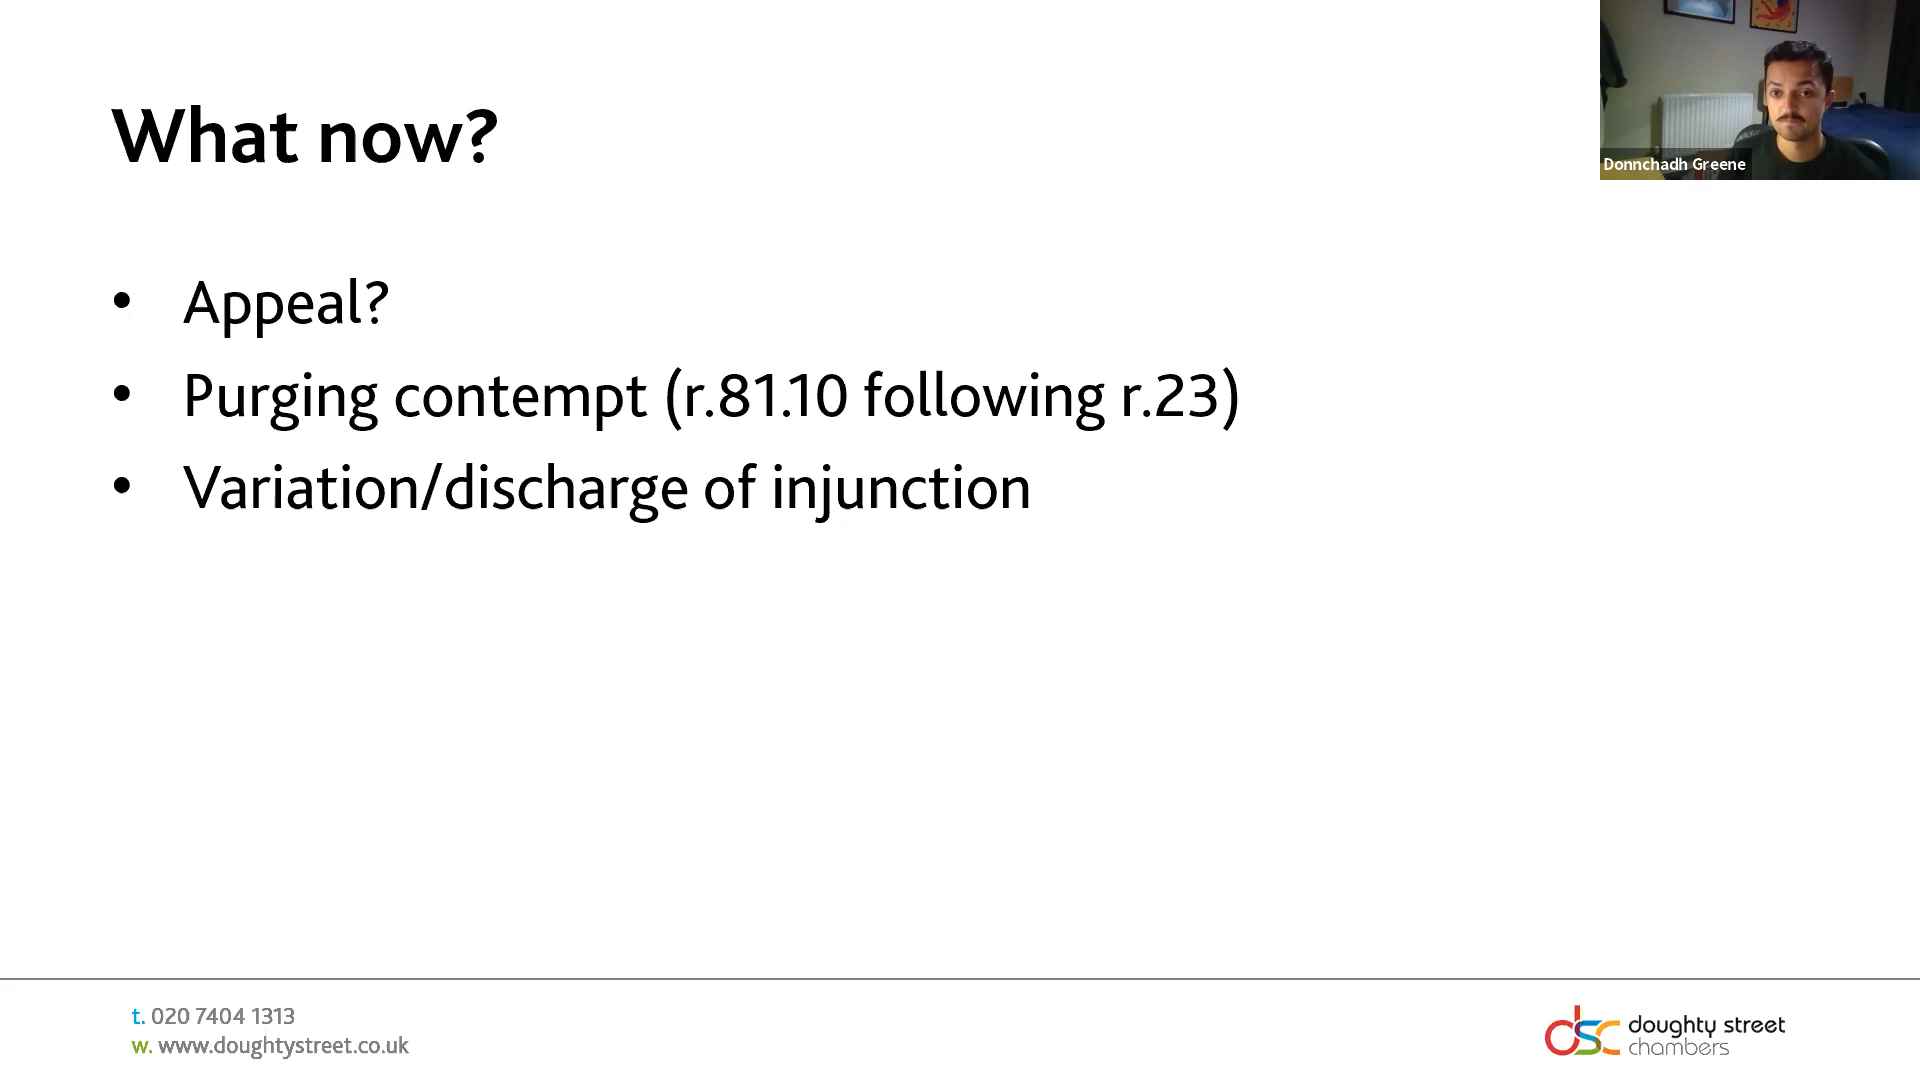 What now?
Donnchadh Greene
• Appeal?
• Purging contempt (r.81.10 following r.23)
• Variation/discharge of injunction
t. 020 7404 1313
w. www.doughtystreet.co.uk
dsc doughty street
chambers